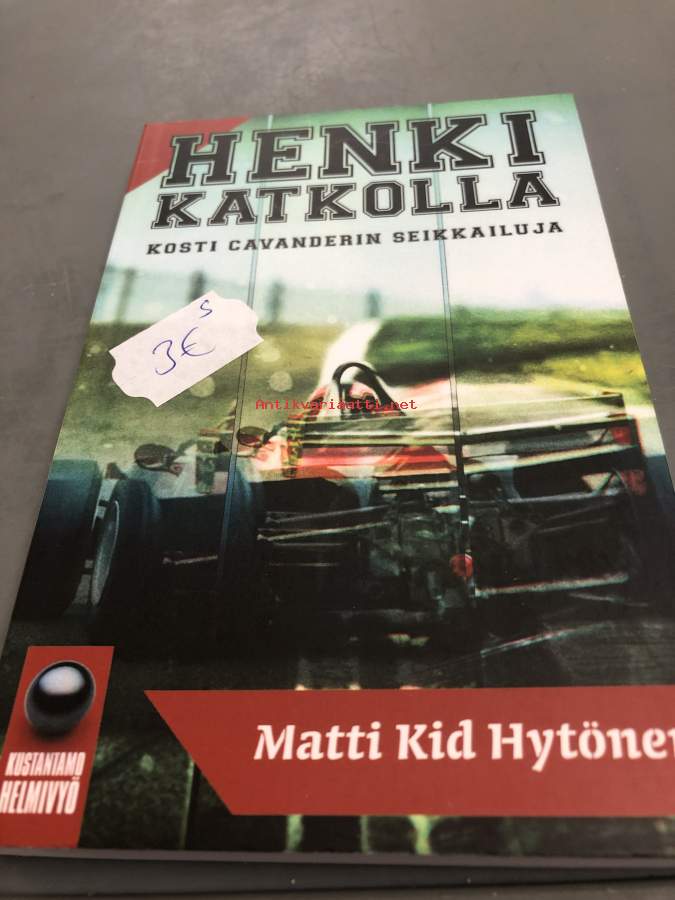 HENKI
KATKOLLA
KOSTI CAVANDERIN SEIKKAILUJA
S
3€
Antikvariaatti.net
Matti Kid Hytönen
KUSTANTAMO
HELMIVYÖ